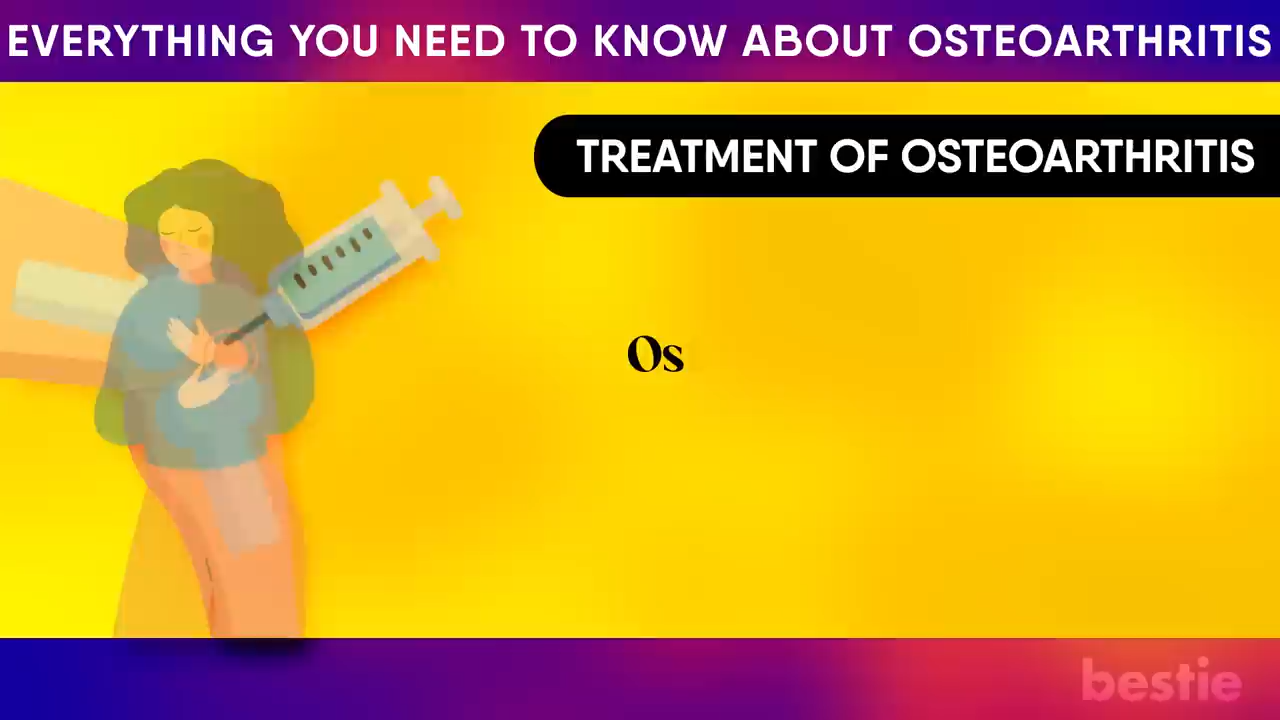 EVERYTHING YOU NEED TO KNOW ABOUT OSTEOARTHRITIS
TREATMENT OF OSTEOARTHRITIS
Os
bestie